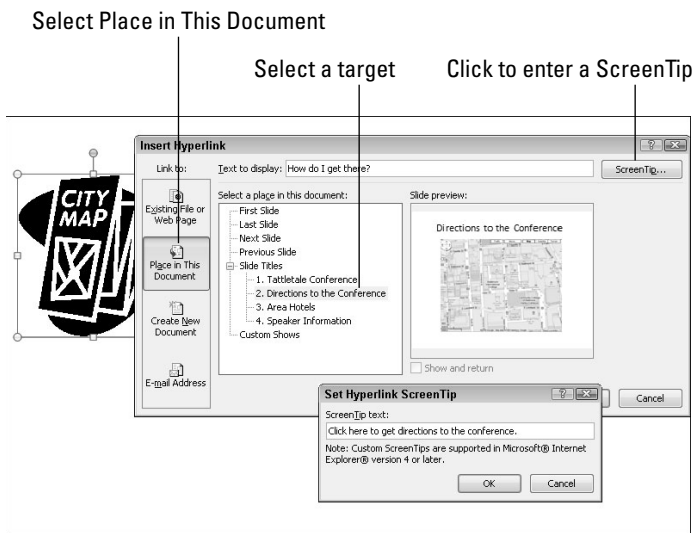 Select Place in This Document
Select a target
Click to enter a ScreenTip
Insert Hyperlink
Link to:
Text to display: How do I get there?
ScreenTip...
CITY
MAP
Existing File or
Web Page
Place in This
Document
Create New
Document
E-mail Address
Select a place in this document:
First Slide
Last Slide
Next Slide
Previous Slide
Slide Titles
1. Tattletale Conference
2. Directions to the Conference
3. Area Hotels
4. Speaker Information
Custom Shows
Slide preview:
Directions to the Conference
Show and return
Cancel
Set Hyperlink ScreenTip
ScreenTip text:
Click here to get directions to the conference.
Note: Custom ScreenTips are supported in Microsoft® Internet
Explorer® version 4 or later.
OK
Cancel